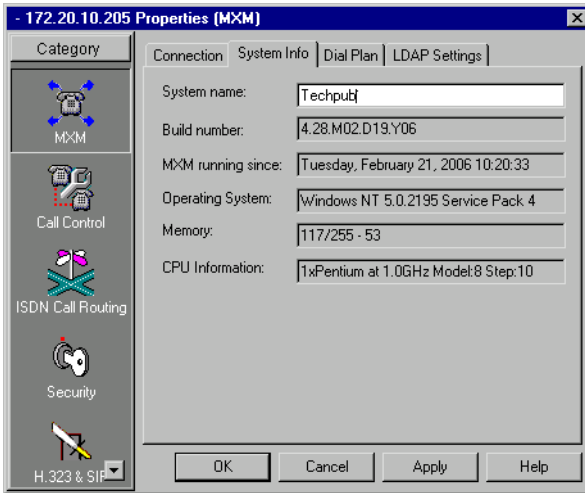 - 172.20.10.205 Properties (MXM)
Category
MXM
Call Control
ISDN Call Routing
Security
H.323 & SIP
Connection
System Info
Dial Plan
LDAP Settings
System name: Techpub
Build number: 4.28.M02.D19.Y06
MXM running since: Tuesday, February 21, 2006 10:20:33
Operating System: Windows NT 5.0.2195 Service Pack 4
Memory: 117/255 - 53
CPU Information: 1xPentium at 1.0GHz Model:8 Step:10
OK
Cancel
Apply
Help